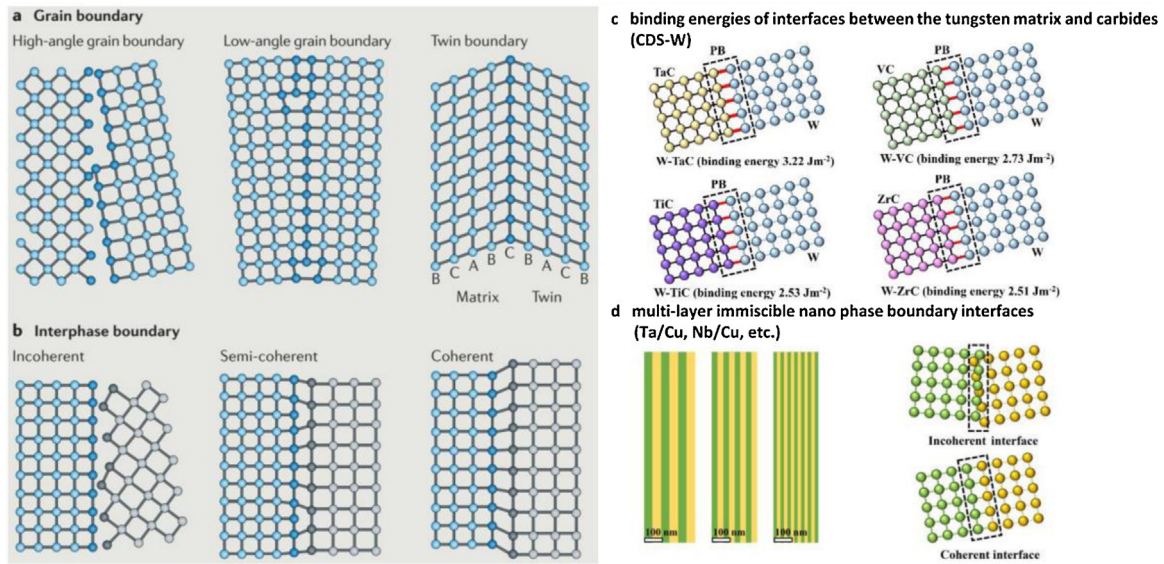 a Grain boundary
High-angle grain boundary
Low-angle grain boundary
Twin boundary
B C A B C B A C B
Matrix
Twin
b Interphase boundary
Incoherent
Semi-coherent
Coherent
c binding energies of interfaces between the tungsten matrix and carbides
(CDS-W)
PB
TaC
W
W-TaC (binding energy 3.22 Jm⁻²)
PB
VC
W
W-VC (binding energy 2.73 Jm⁻²)
PB
TiC
W
W-TiC (binding energy 2.53 Jm⁻²)
PB
ZrC
W
W-ZrC (binding energy 2.51 Jm⁻²)
d multi-layer immiscible nano phase boundary interfaces
(Ta/Cu, Nb/Cu, etc.)
100 nm
100 nm
100 nm
Incoherent interface
Coherent interface